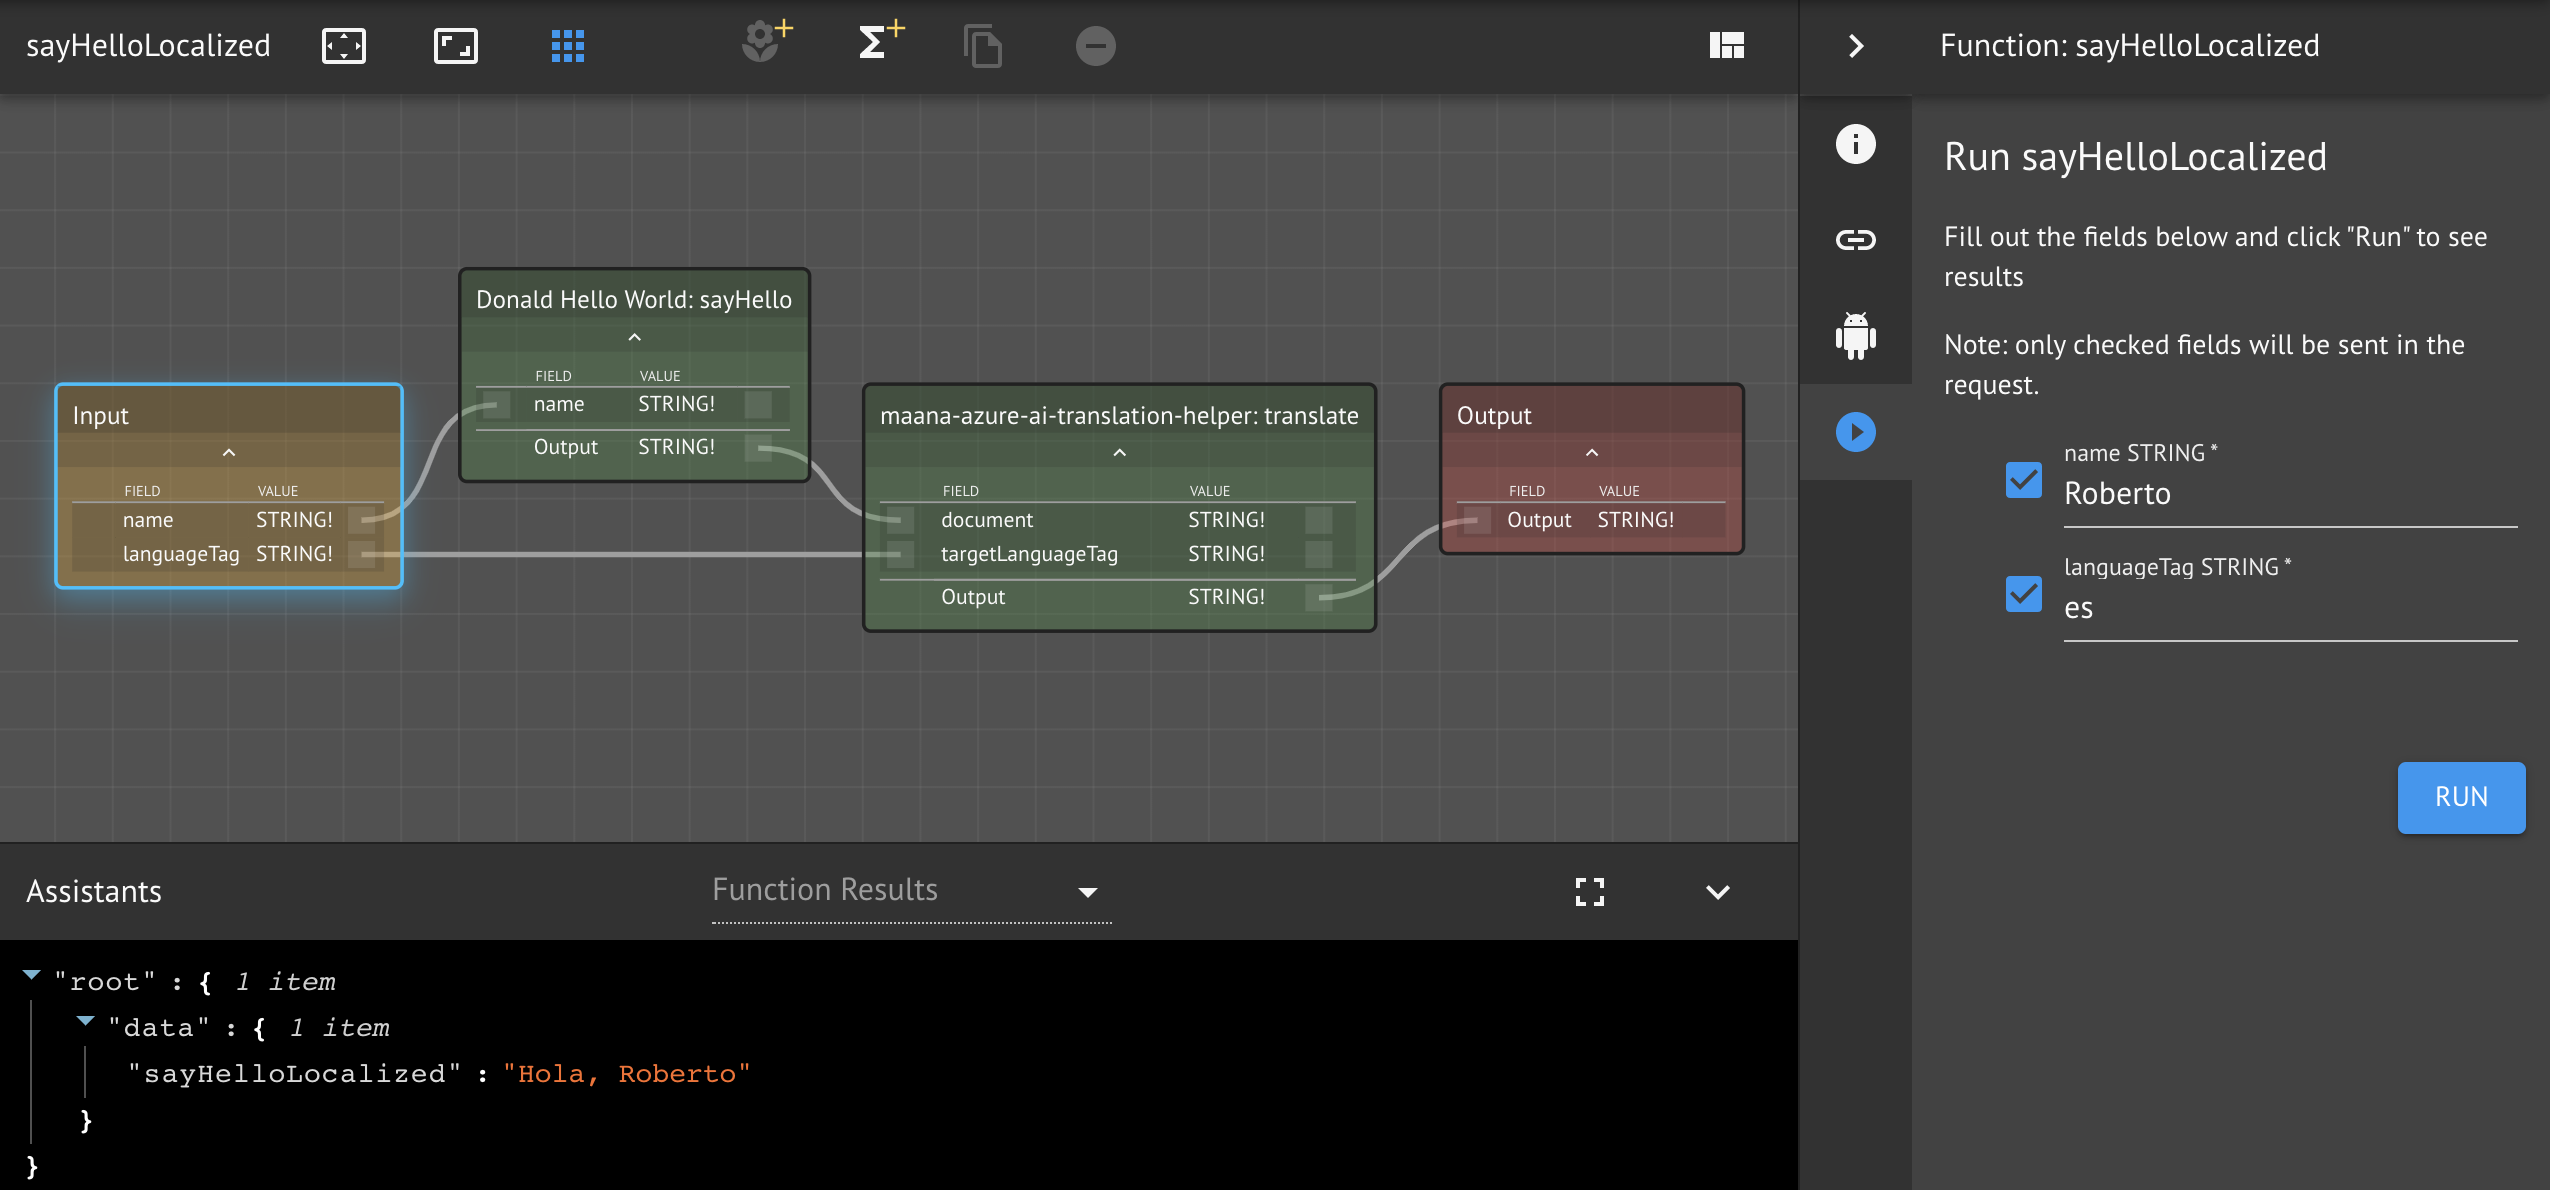 sayHelloLocalized
Function: sayHelloLocalized
Run sayHelloLocalized
Fill out the fields below and click "Run" to see
results
Note: only checked fields will be sent in the
request.
name STRING *
Roberto
languageTag STRING *
es
RUN
Input
FIELD VALUE
name STRING!
languageTag STRING!
Donald Hello World: sayHello
FIELD VALUE
name STRING!
Output STRING!
maana-azure-ai-translation-helper: translate
FIELD VALUE
document STRING!
targetLanguageTag STRING!
Output STRING!
Output
FIELD VALUE
Output STRING!
Assistants
Function Results
"root" : { 1 item
"data" : { 1 item
"sayHelloLocalized" : "Hola, Roberto"
}
}